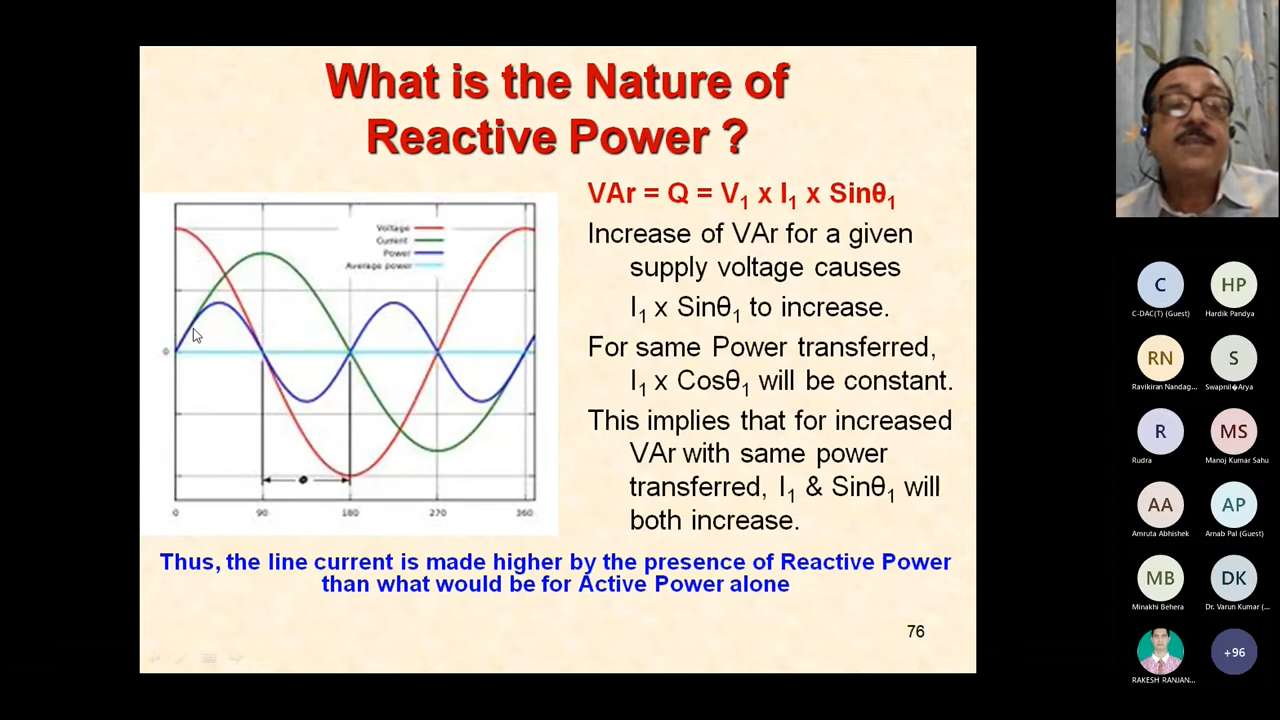 What is the Nature of
Reactive Power ?
Voltage
Current
Power
Average power
0
Φ
0
90
180
270
360
VAr = Q = V₁ x I₁ x Sinθ₁
Increase of VAr for a given
supply voltage causes
I₁ x Sinθ₁ to increase.
For same Power transferred,
I₁ x Cosθ₁ will be constant.
This implies that for increased
VAr with same power
transferred, I₁ & Sinθ₁ will
both increase.
Thus, the line current is made higher by the presence of Reactive Power
than what would be for Active Power alone
76
C
HP
C-DAC(T) (Guest)
Hardik Pandya
RN
S
Ravikiran Nandag...
Swapnil�Arya
R
MS
Rudra
Manoj Kumar Sahu
AA
AP
Amruta Abhishek
Arnab Pal (Guest)
MB
DK
Minakhi Behera
Dr. Varun Kumar (...
+96
RAKESH RANJAN...